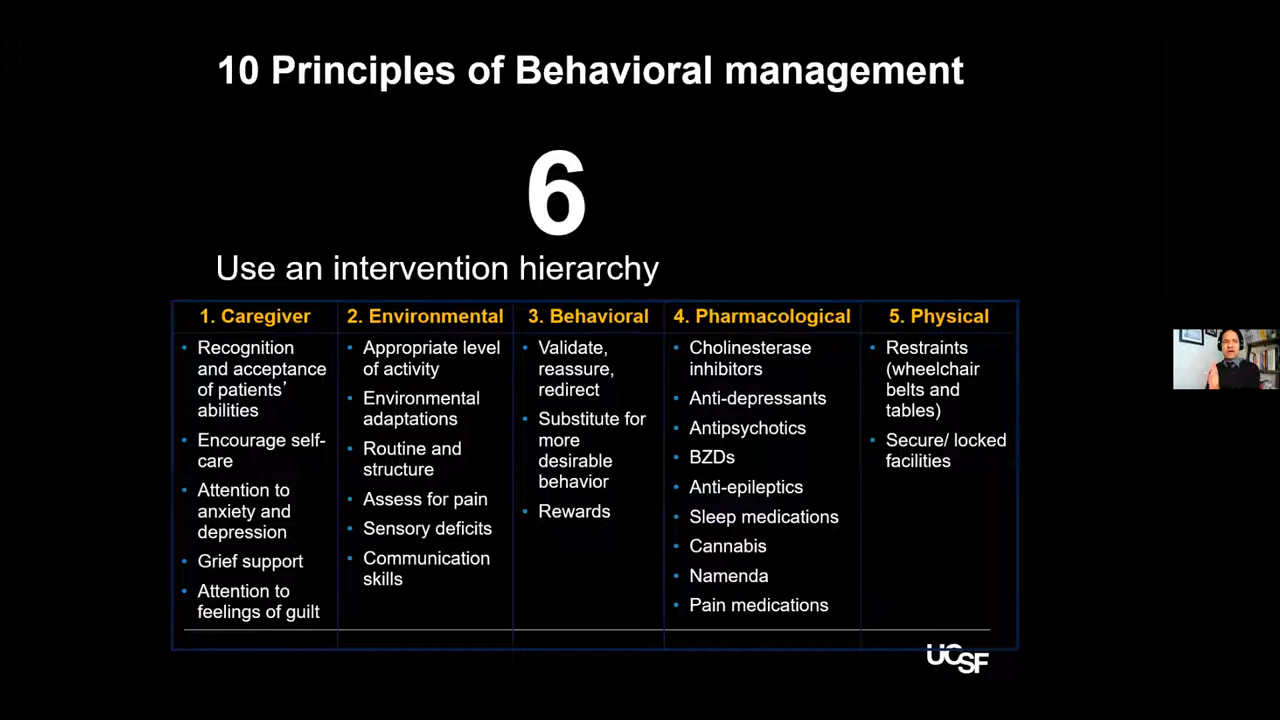 10 Principles of Behavioral management
6
Use an intervention hierarchy
1. Caregiver
• Recognition
and acceptance
of patients’
abilities
• Encourage self-
care
• Attention to
anxiety and
depression
• Grief support
• Attention to
feelings of guilt
2. Environmental
• Appropriate level
of activity
• Environmental
adaptations
• Routine and
structure
• Assess for pain
• Sensory deficits
• Communication
skills
3. Behavioral
• Validate,
reassure,
redirect
• Substitute for
more
desirable
behavior
• Rewards
4. Pharmacological
• Cholinesterase
inhibitors
• Anti-depressants
• Antipsychotics
• BZDs
• Anti-epileptics
• Sleep medications
• Cannabis
• Namenda
• Pain medications
5. Physical
• Restraints
(wheelchair
belts and
tables)
• Secure/ locked
facilities
UCSF